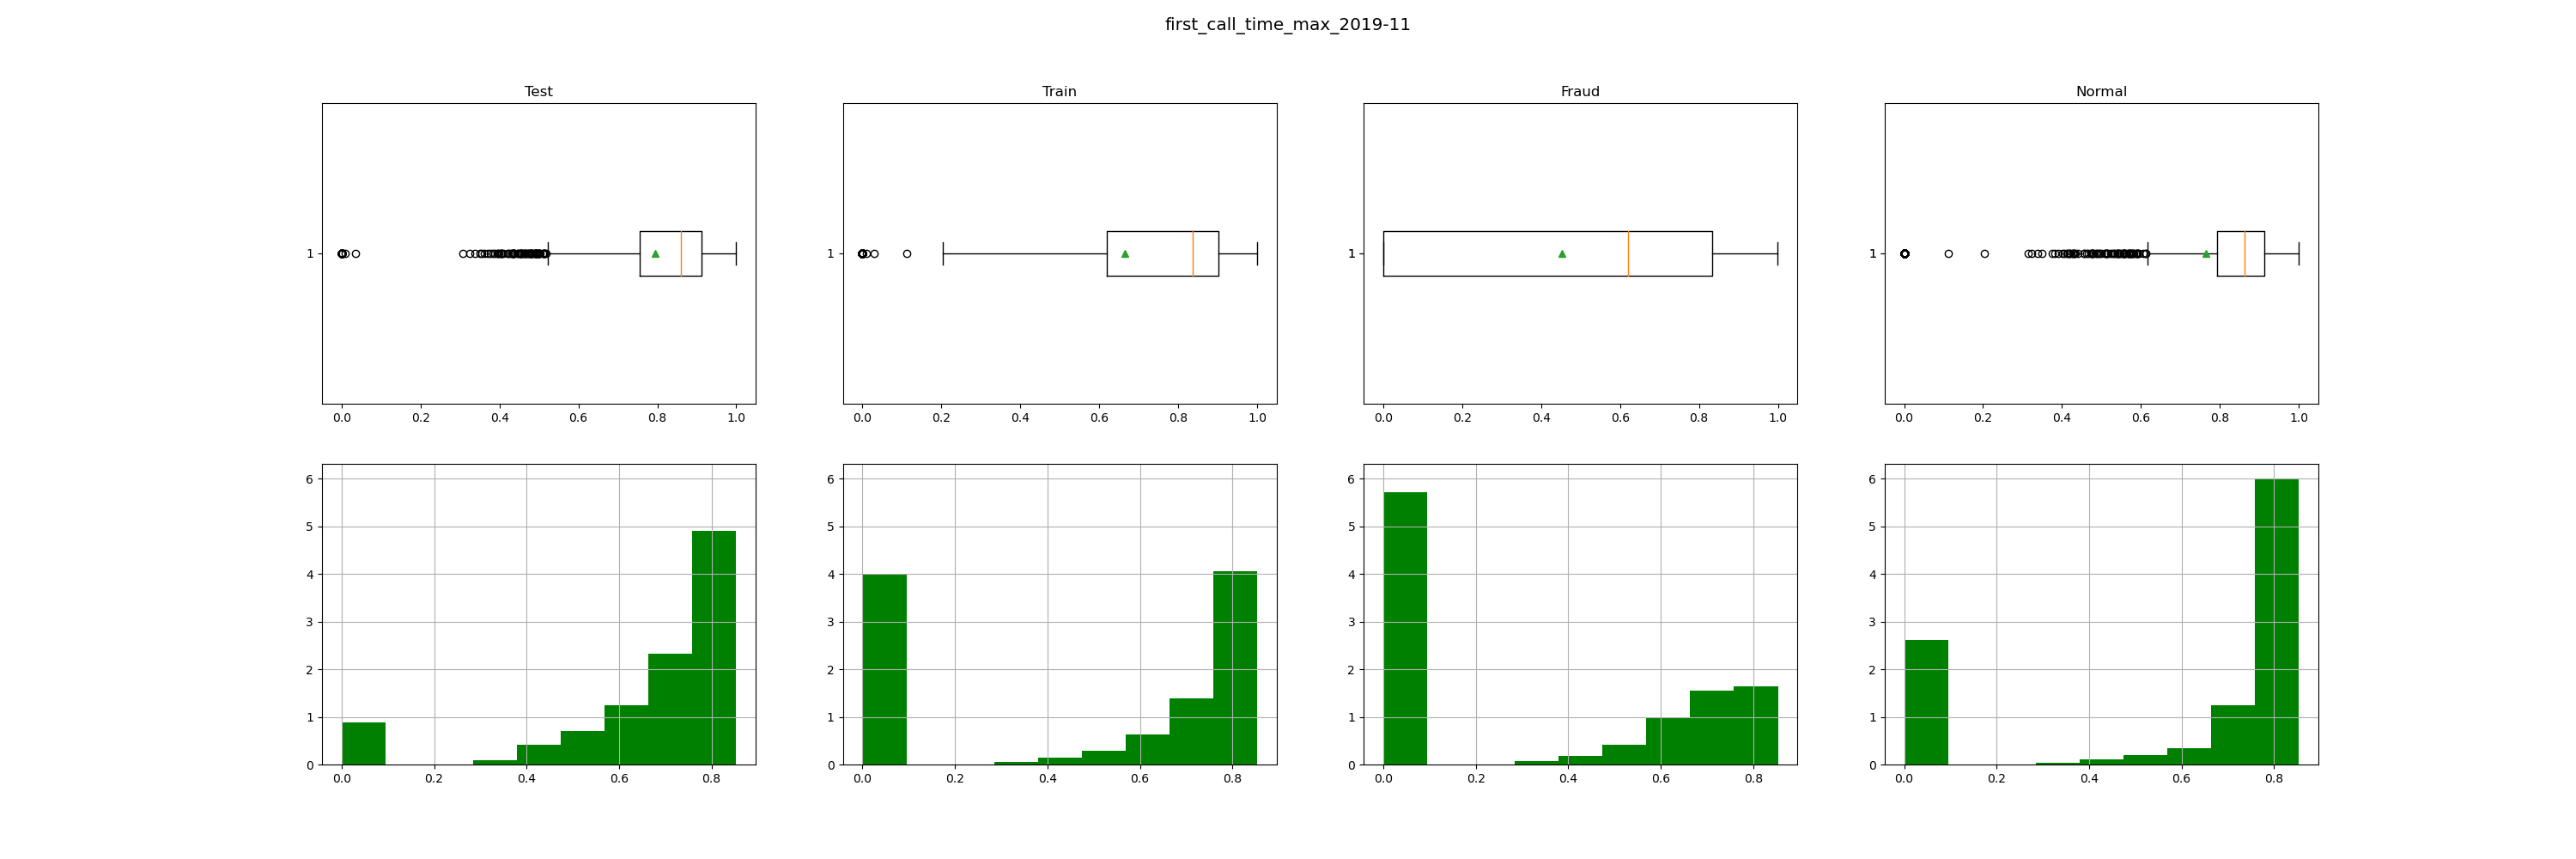 first_call_time_max_2019-11
Test Train Fraud Normal
1 1 1 1
0.0 0.2 0.4 0.6 0.8 1.0 0.0 0.2 0.4 0.6 0.8 1.0 0.0 0.2 0.4 0.6 0.8 1.0 0.0 0.2 0.4 0.6 0.8 1.0
6 6 6 6
5 5 5 5
4 4 4 4
3 3 3 3
2 2 2 2
1 1 1 1
0 0 0 0
0.0 0.2 0.4 0.6 0.8 0.0 0.2 0.4 0.6 0.8 0.0 0.2 0.4 0.6 0.8 0.0 0.2 0.4 0.6 0.8